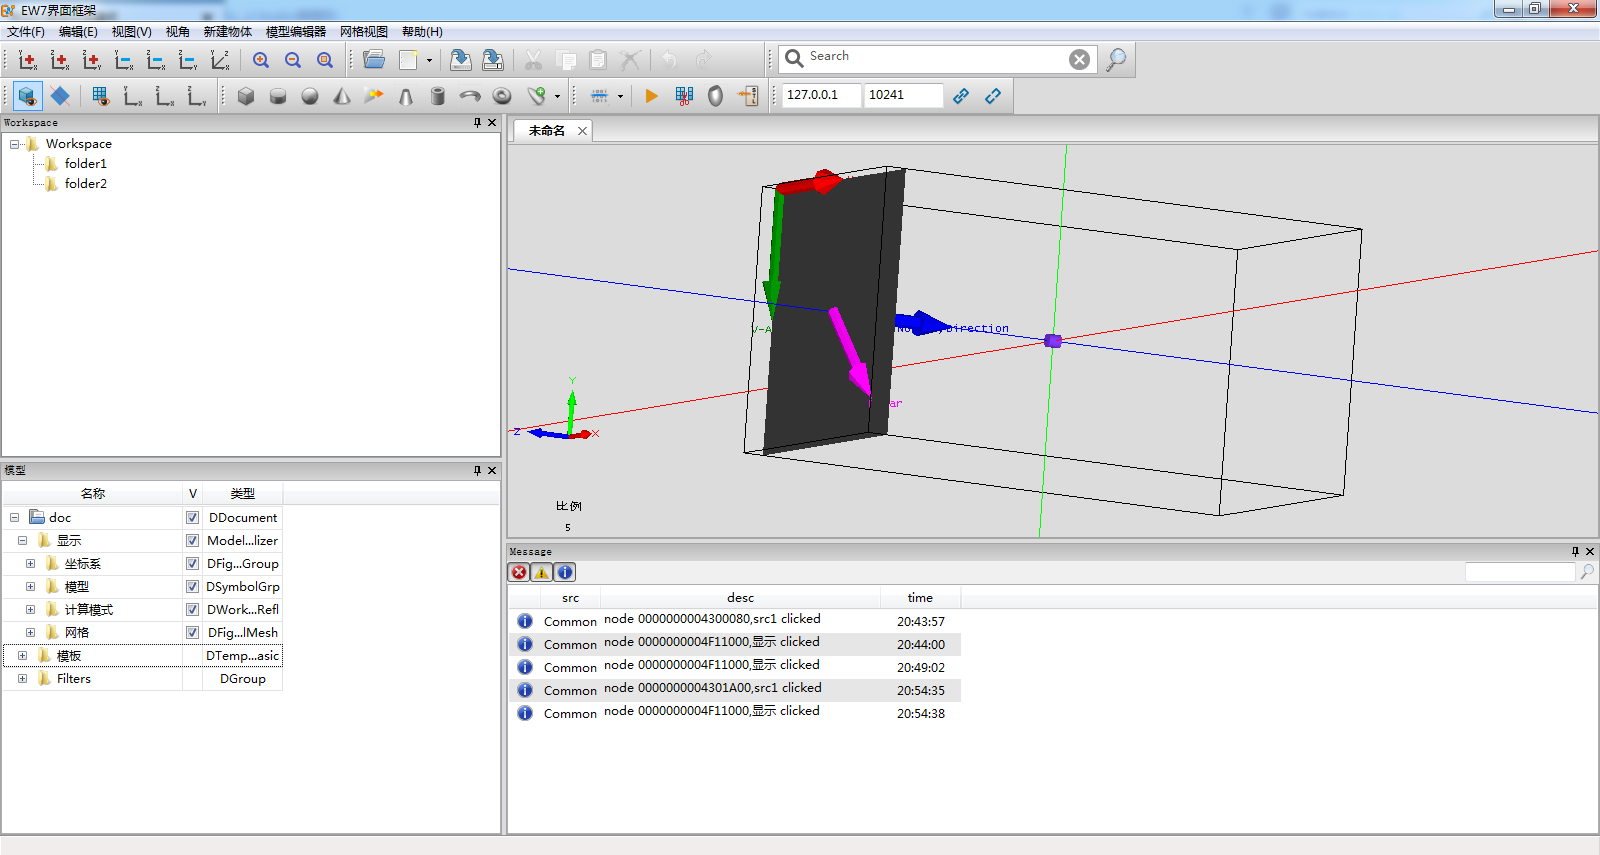 EW7界面框架
文件(F) 编辑(E) 视图(V) 视角 新建物体 模型编辑器 网格视图 帮助(H)
Search
127.0.0.1 10241
Workspace
Workspace
folder1
folder2
未命名
V-A
Direction
ar
Y
Z
X
比例
5
模型
名称 V 类型
doc DDocument
显示 Model...lizer
坐标系 DFig...Group
模型 DSymbolGrp
计算模式 DWork...Refl
网格 DFig...lMesh
模板 DTemp...asic
Filters DGroup
Message
src desc time
Common node 0000000004300080,src1 clicked 20:43:57
Common node 0000000004F11000,显示 clicked 20:44:00
Common node 0000000004F11000,显示 clicked 20:49:02
Common node 0000000004301A00,src1 clicked 20:54:35
Common node 0000000004F11000,显示 clicked 20:54:38